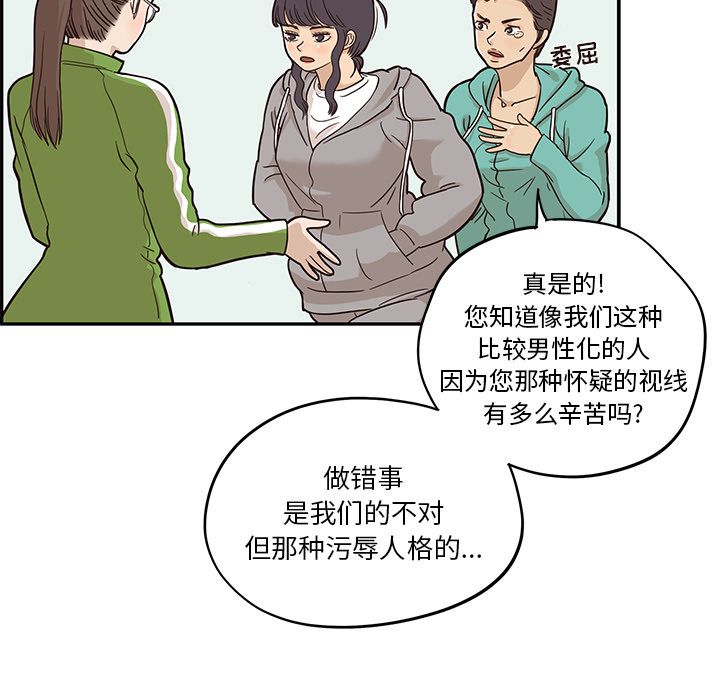 委屈
真是的!
您知道像我们这种
比较男性化的人
因为您那种怀疑的视线
有多么辛苦吗?
做错事
是我们的不对
但那种污辱人格的...